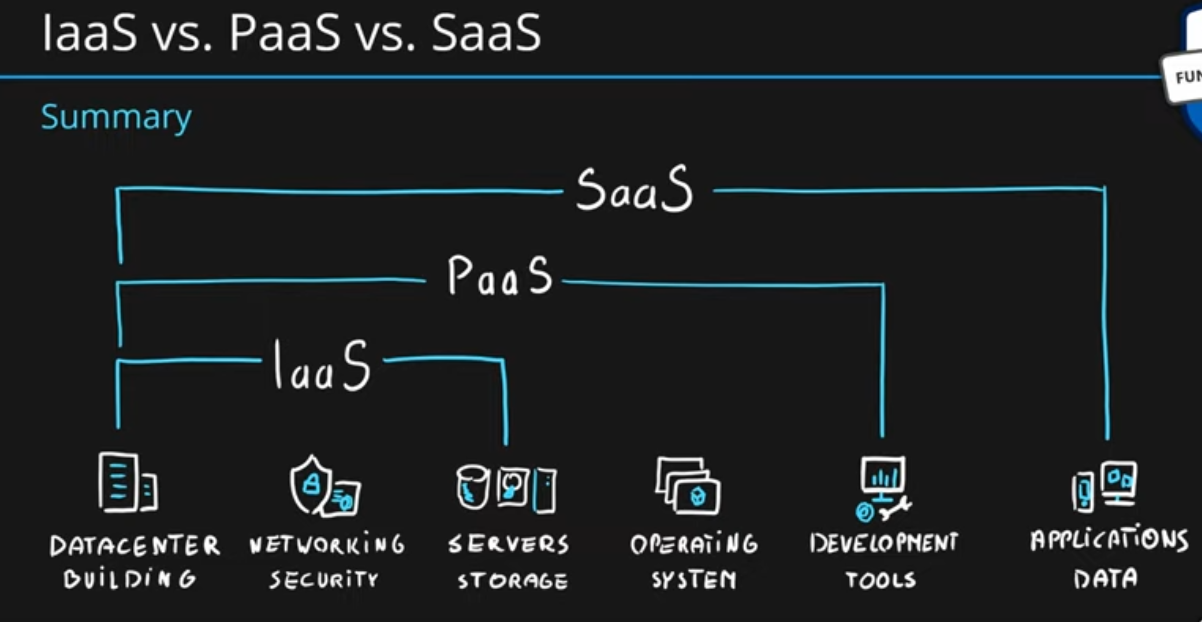 IaaS vs. PaaS vs. SaaS
FUN
Summary
SaaS
PaaS
IaaS
DATACENTER BUILDING
NETWORKING SECURITY
SERVERS STORAGE
OPERATING SYSTEM
DEVELOPMENT TOOLS
APPLICATIONS DATA